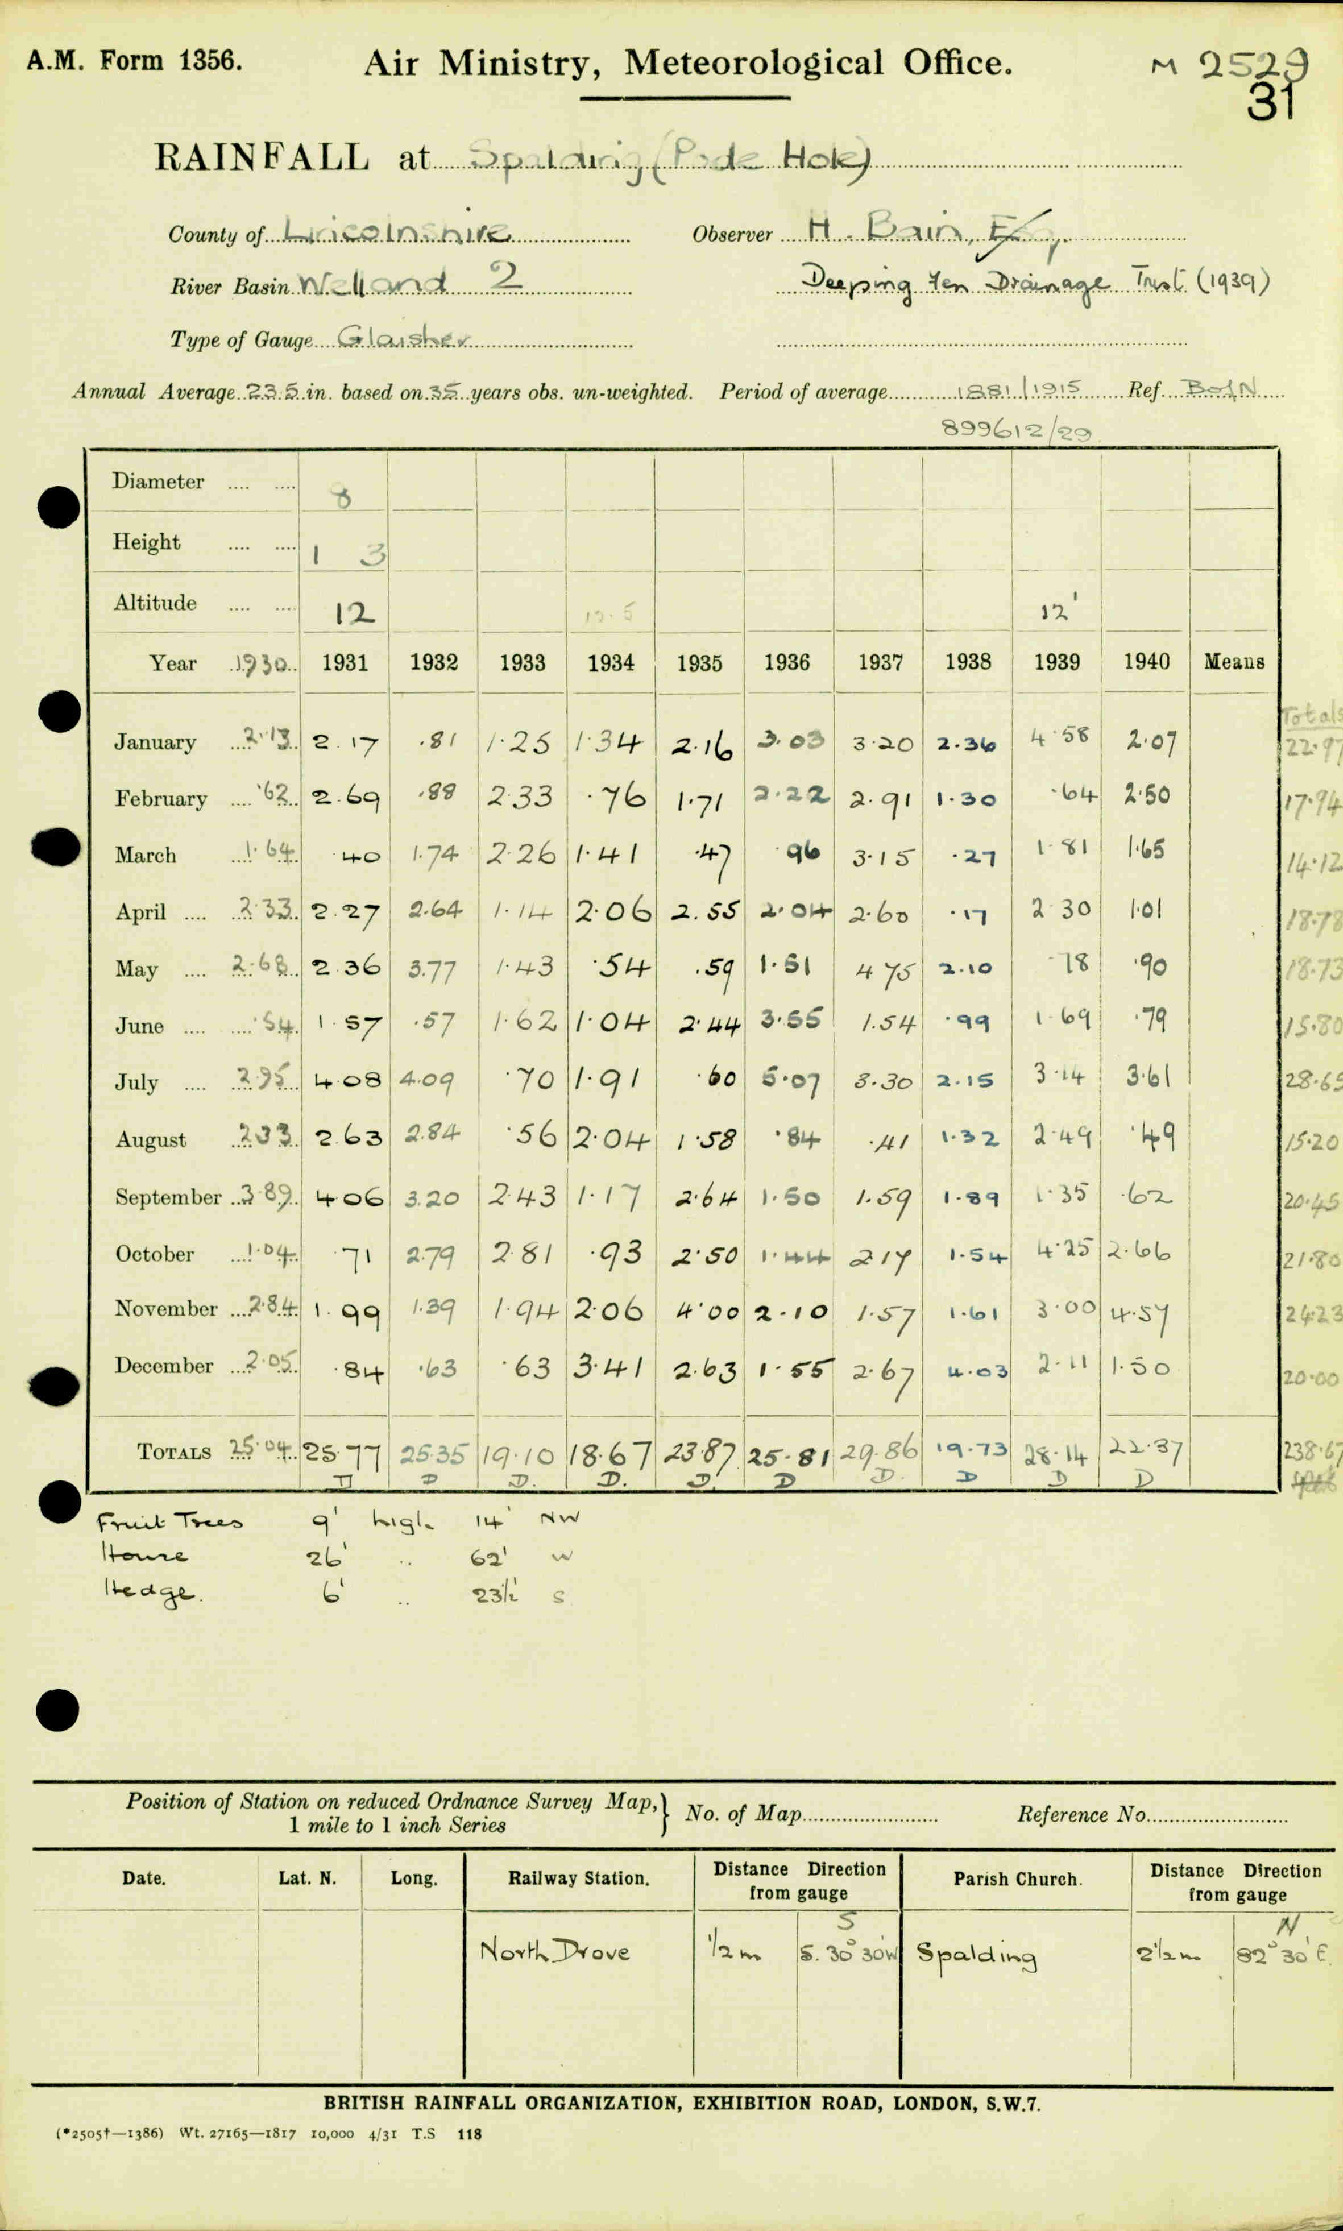 A.M. Form 1356. Air Ministry, Meteorological Office. M 2529
31
RAINFALL at Spalding (Pode Hole)
County of Lincolnshire Observer H. Bain, Esq.
River Basin Welland 2 Deeping Fen Drainage Trust (1939)
Type of Gauge Glaisher
Annual Average 23.5 in. based on 35 years obs. un-weighted. Period of average 1881/1915 Ref. BofN
899612/29
Diameter .... .... 8
Height .... .... 1 3
Altitude .... .... 12 12.5 12'
Year 1930 1931 1932 1933 1934 1935 1936 1937 1938 1939 1940 Means
Totals
January 2.13 2.17 .81 1.25 1.34 2.16 3.03 3.20 2.36 4.58 2.07 22.97
February .62 2.69 .88 2.33 .76 1.71 2.22 2.91 1.30 .64 2.50 17.94
March 1.64 .40 1.74 2.26 1.41 .47 .96 3.15 .27 1.81 1.65 14.12
April .... 2.33 2.27 2.64 1.14 2.06 2.55 2.04 2.60 .17 2.30 1.01 18.78
May .... 2.68 2.36 3.77 1.43 .54 .59 1.51 4.75 2.10 .78 .90 18.73
June .... .54 1.57 .57 1.62 1.04 2.44 3.55 1.54 .99 1.69 .79 15.80
July .... 2.95 4.08 4.09 .70 1.91 .60 5.07 3.30 2.15 3.14 3.61 28.65
August 2.33 2.63 2.84 .56 2.04 1.58 .84 .41 1.32 2.49 .49 15.20
September 3.89 4.06 3.20 2.43 1.17 2.64 1.50 1.59 1.89 1.35 .62 20.45
October 1.04 .71 2.79 2.81 .93 2.50 1.44 2.17 1.54 4.25 2.66 21.80
November 2.84 1.99 1.39 1.94 2.06 4.00 2.10 1.57 1.61 3.00 4.57 24.23
December 2.05 .84 .63 .63 3.41 2.63 1.55 2.67 4.03 2.11 1.50 20.00
TOTALS 25.04 25.77 25.35 19.10 18.67 23.87 25.81 29.86 19.73 28.14 22.37 238.67
D D D. D. D. D D. D D D
Fruit Trees 9' high 14' NW
House 26' .. 62' W
Hedge. 6' .. 23½' S
Position of Station on reduced Ordnance Survey Map, } No. of Map Reference No.
1 mile to 1 inch Series
Date. Lat. N. Long. Railway Station. Distance Direction from gauge Parish Church. Distance Direction from gauge
S N
North Drove ½ m S. 30° 30' W Spalding 2½ m 82° 30' E.
BRITISH RAINFALL ORGANIZATION, EXHIBITION ROAD, LONDON, S.W.7.
(*2505†—1386) Wt. 27165—1817 10,000 4/31 T.S 118